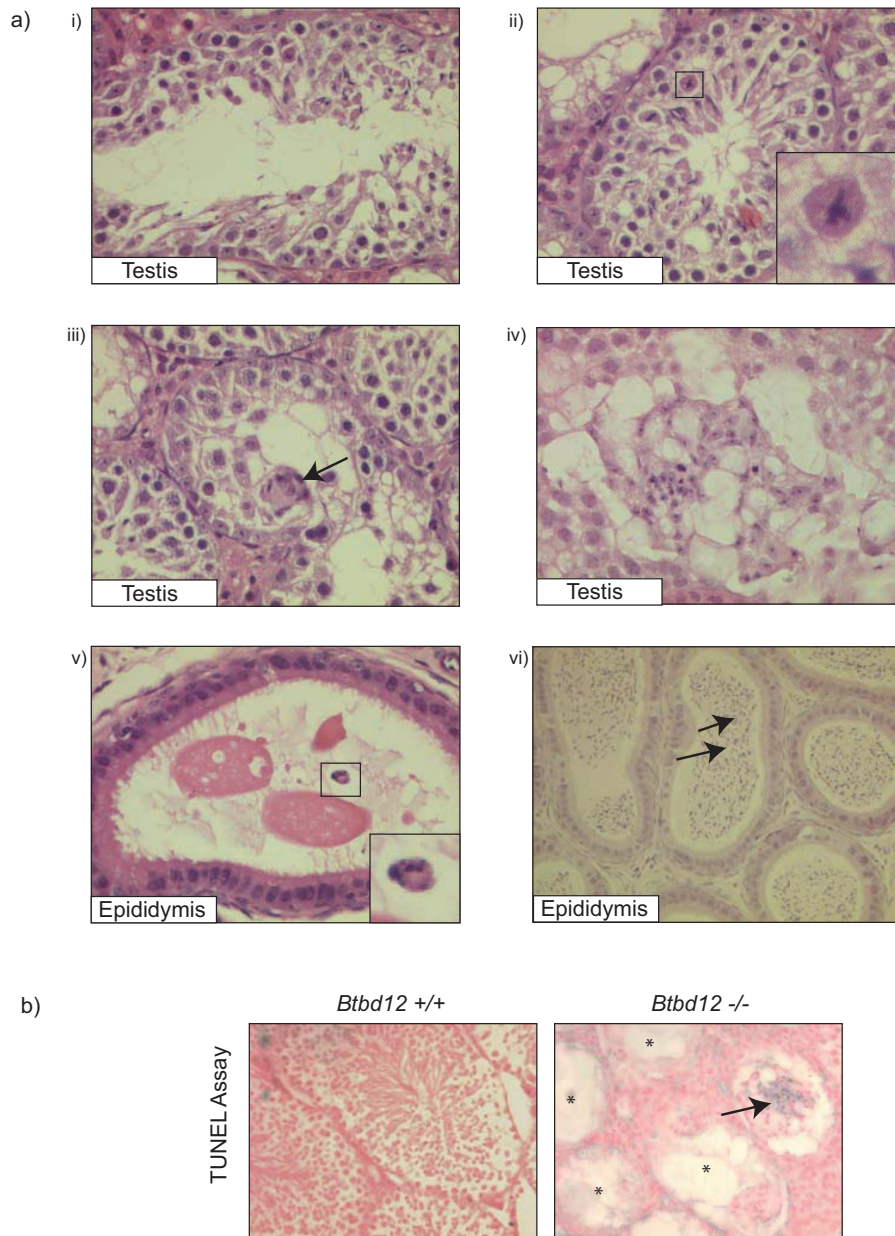 a)
i)
Testis
ii)
Testis
iii)
Testis
iv)
Testis
v)
Epididymis
vi)
Epididymis
b)
Btbd12 +/+
Btbd12 -/-
TUNEL Assay
*
*
*
*